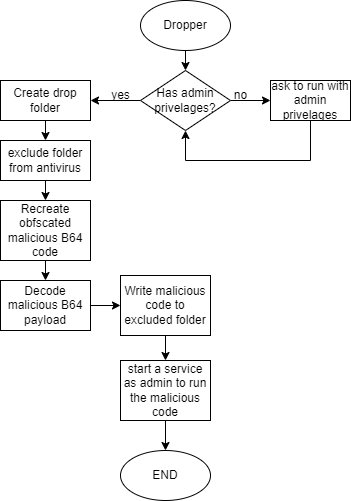 Dropper
Has admin
privelages?
yes
no
ask to run with
admin
privelages
Create drop
folder
exclude folder
from antivirus
Recreate
obfscated
malicious B64
code
Decode
malicious B64
payload
Write malicious
code to
excluded folder
start a service
as admin to run
the malicious
code
END